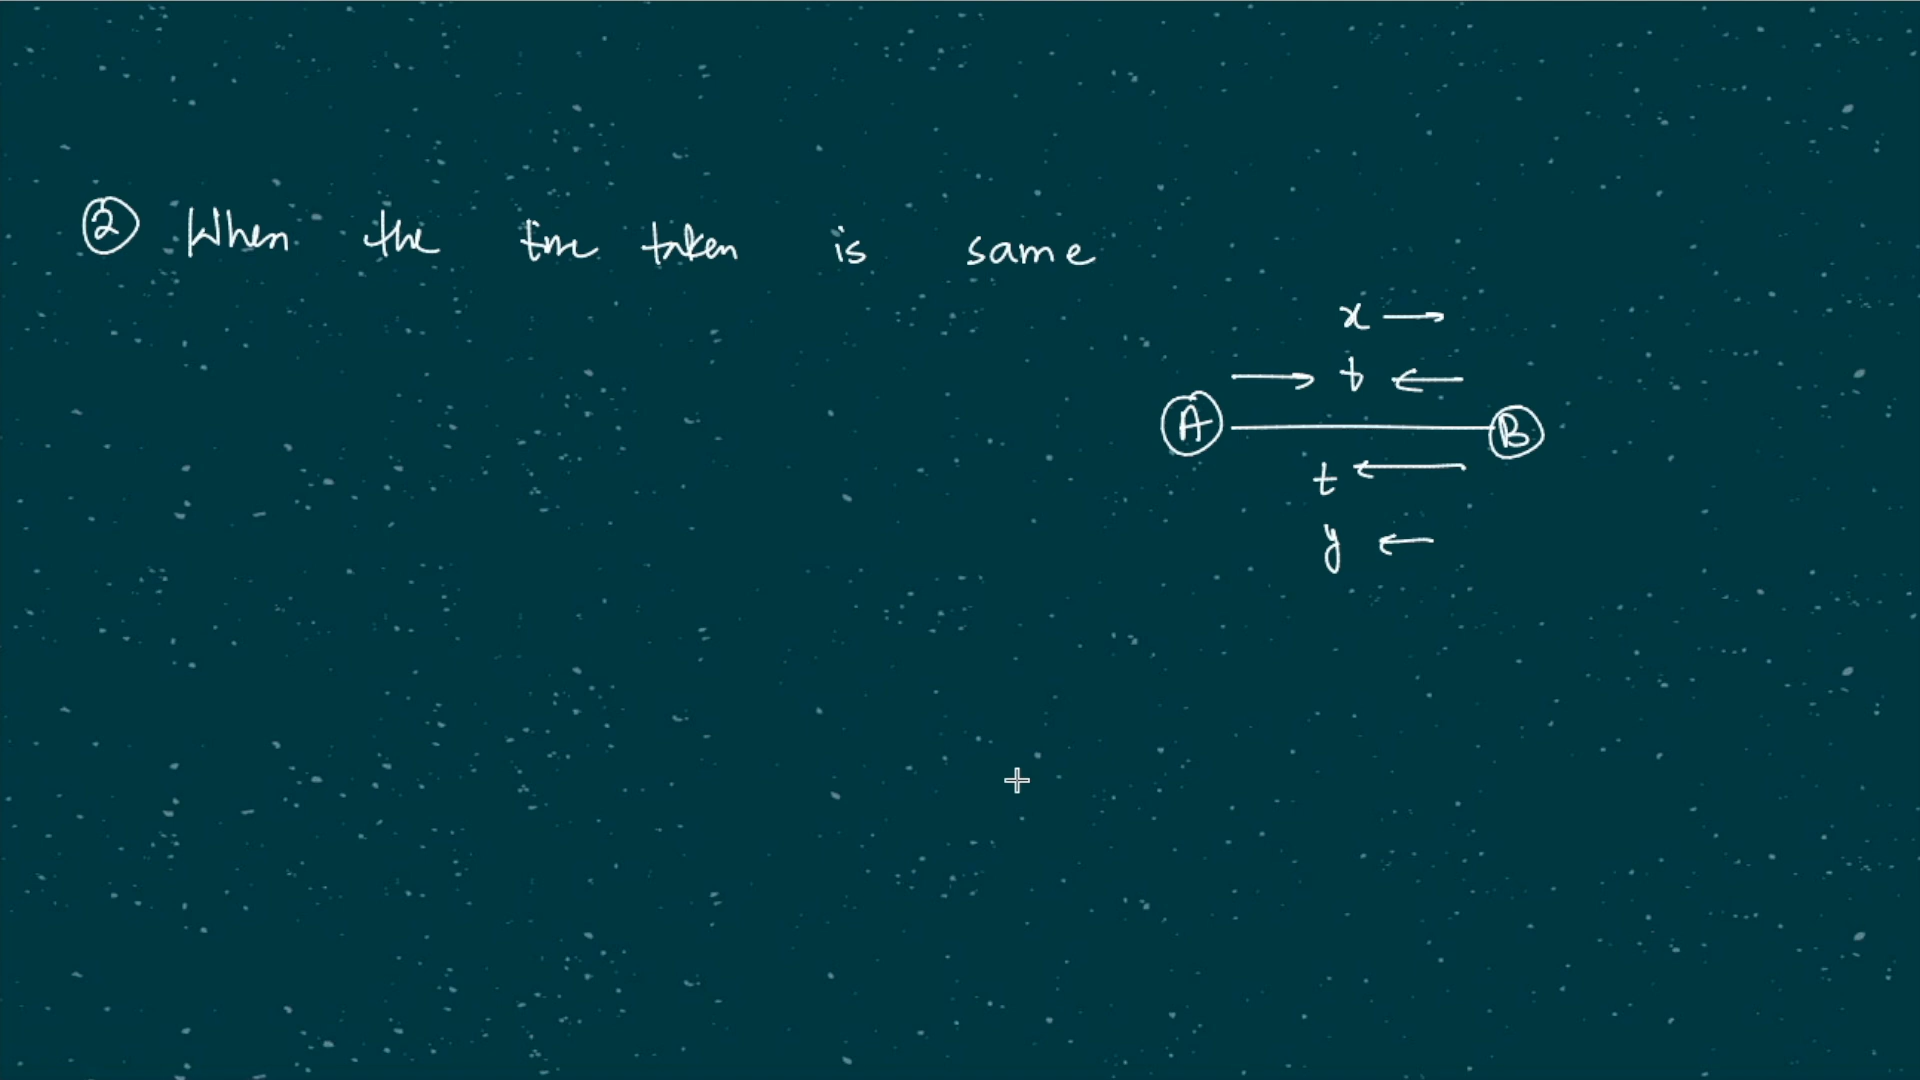 ② When the time taken is same
x →
→ t ←
A B
t ←
y ←